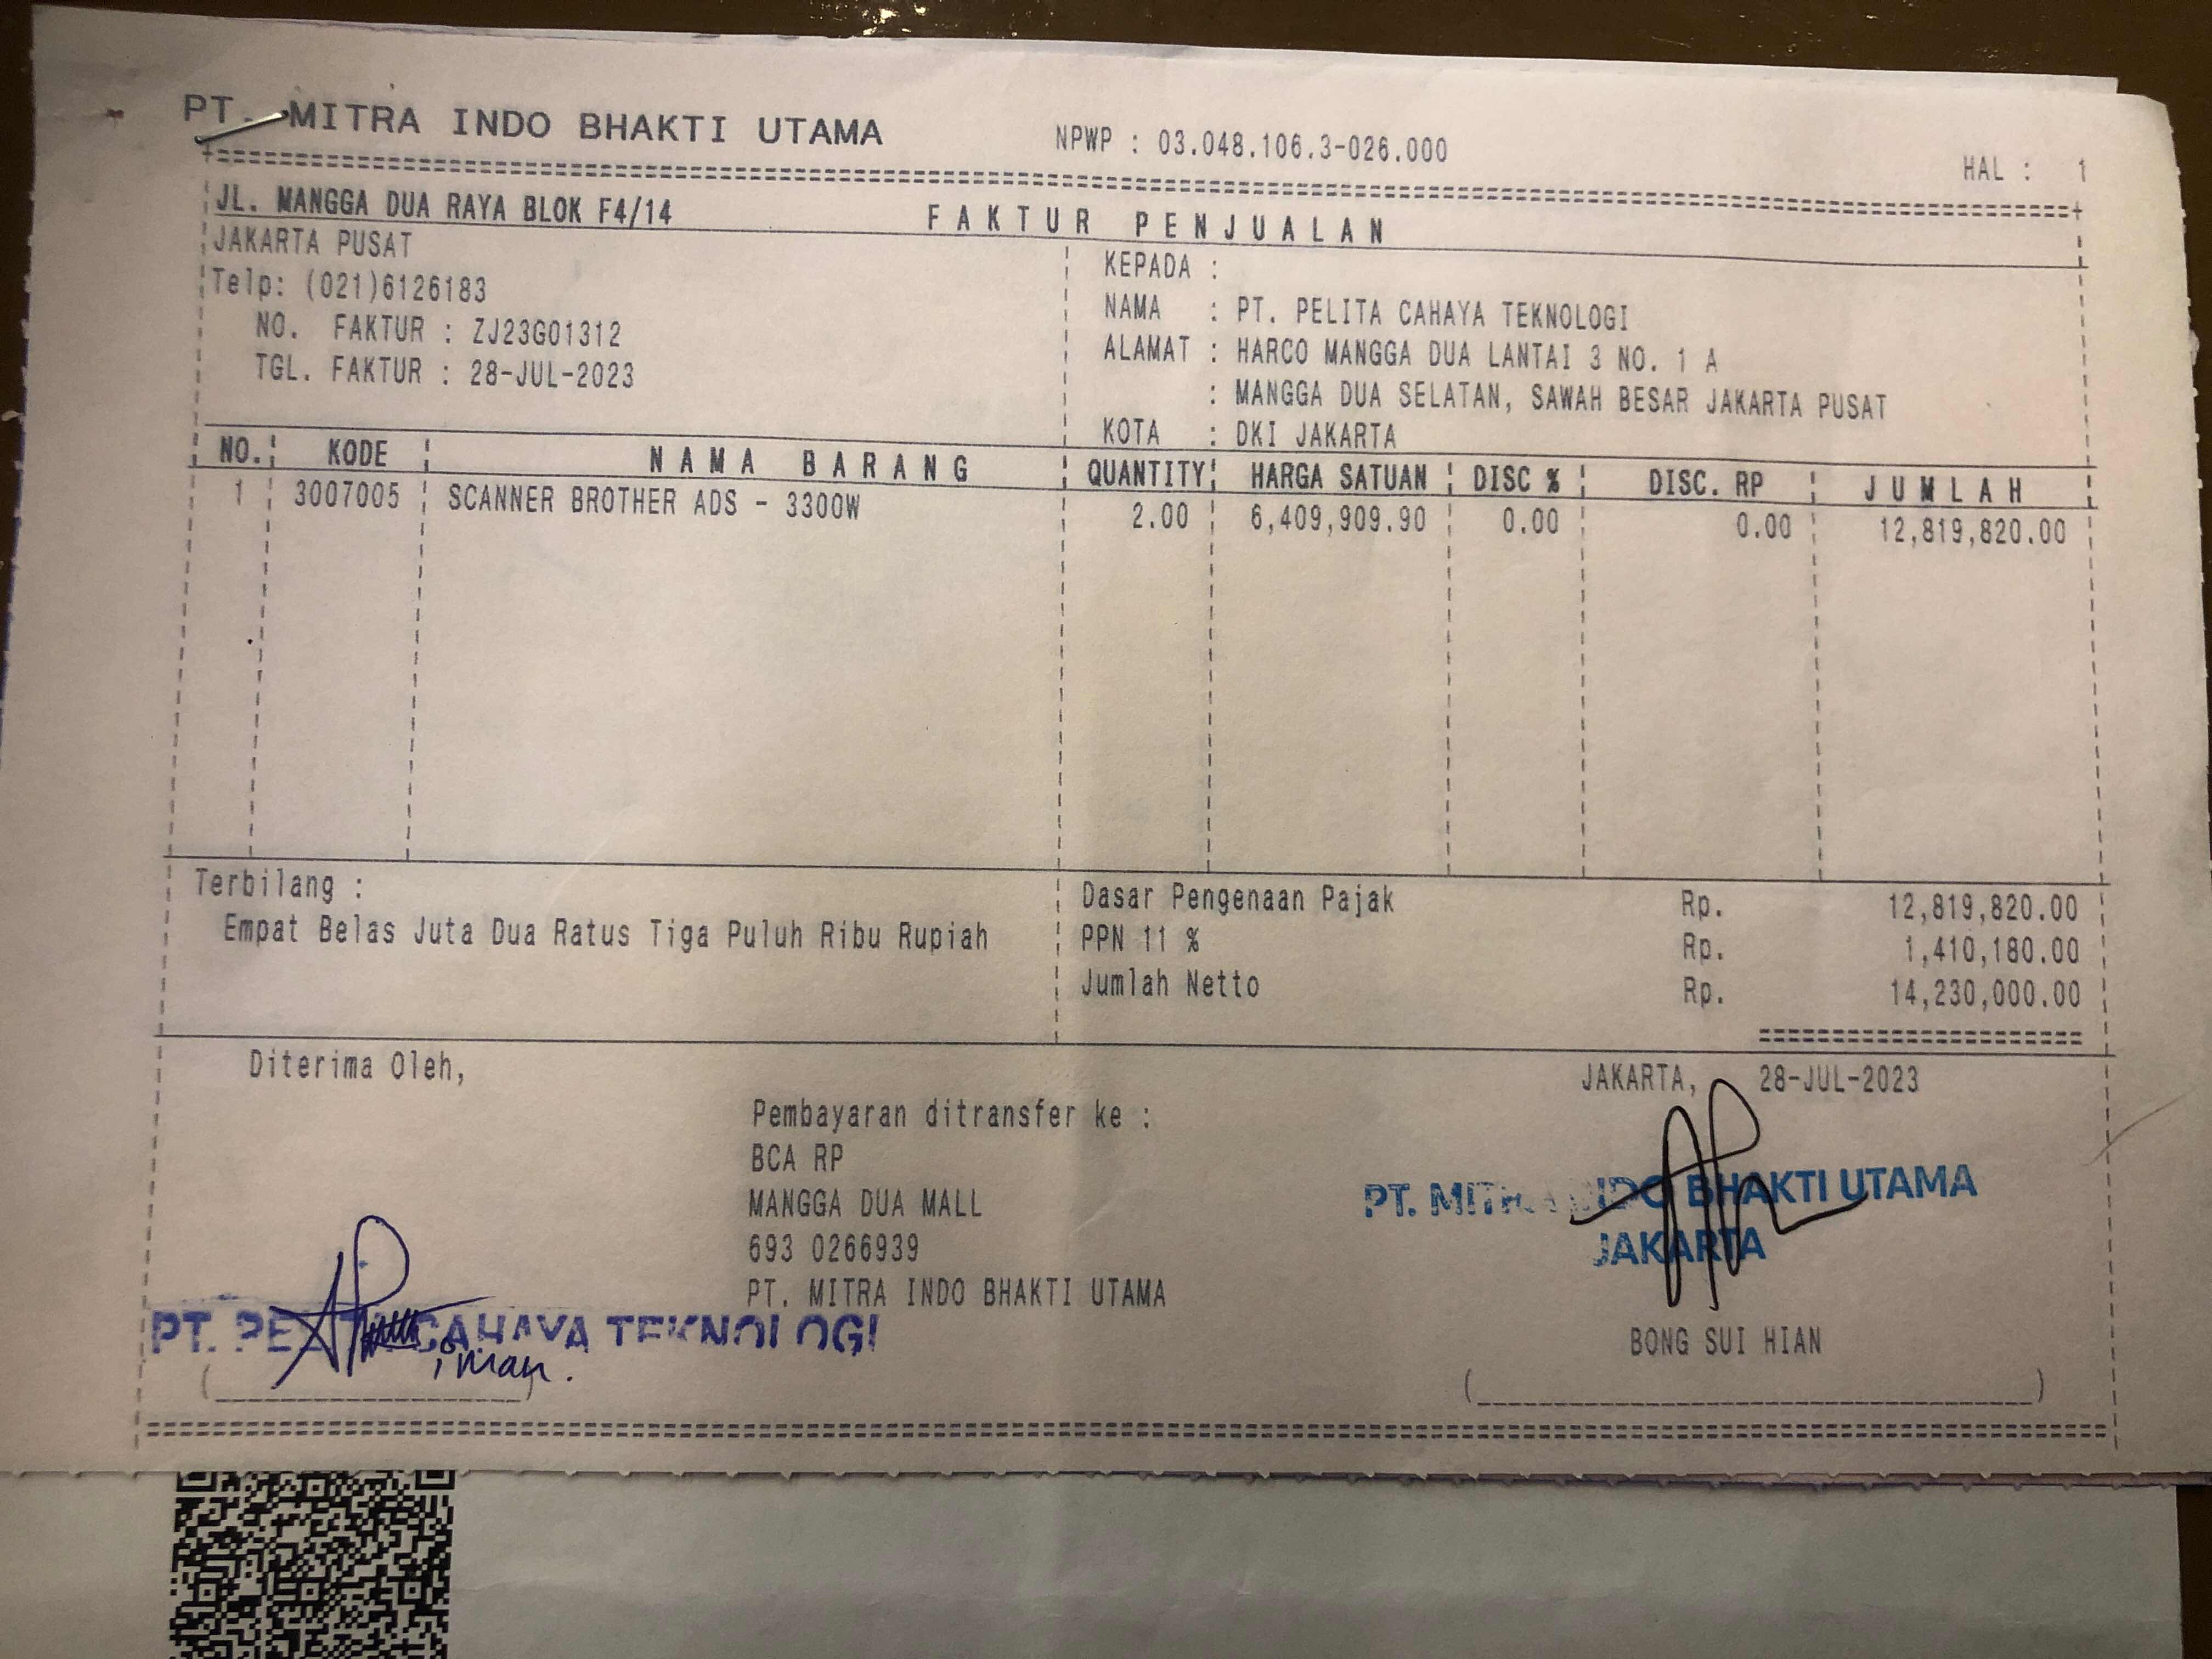 PT. MITRA INDO BHAKTI UTAMA
NPWP : 03.048.106.3-026.000
HAL : 1
JL. MANGGA DUA RAYA BLOK F4/14
FAKTUR PENJUALAN
JAKARTA PUSAT
Telp: (021)6126183
NO. FAKTUR : ZJ23G01312
TGL. FAKTUR : 28-JUL-2023
KEPADA :
NAMA : PT. PELITA CAHAYA TEKNOLOGI
ALAMAT : HARCO MANGGA DUA LANTAI 3 NO. 1 A
: MANGGA DUA SELATAN, SAWAH BESAR JAKARTA PUSAT
KOTA : DKI JAKARTA
NO. KODE NAMA BARANG QUANTITY HARGA SATUAN DISC % DISC. RP JUMLAH
1 3007005 SCANNER BROTHER ADS - 3300W 2.00 6,409,909.90 0.00 0.00 12,819,820.00
Terbilang :
Empat Belas Juta Dua Ratus Tiga Puluh Ribu Rupiah
Dasar Pengenaan Pajak Rp. 12,819,820.00
PPN 11 % Rp. 1,410,180.00
Jumlah Netto Rp. 14,230,000.00
Diterima Oleh,
JAKARTA, 28-JUL-2023
Pembayaran ditransfer ke :
BCA RP
MANGGA DUA MALL
693 0266939
PT. MITRA INDO BHAKTI UTAMA
PT. MITRA INDO BHAKTI UTAMA
JAKARTA
PT. PELITA CAHAYA TEKNOLOGI
iman.
BONG SUI HIAN